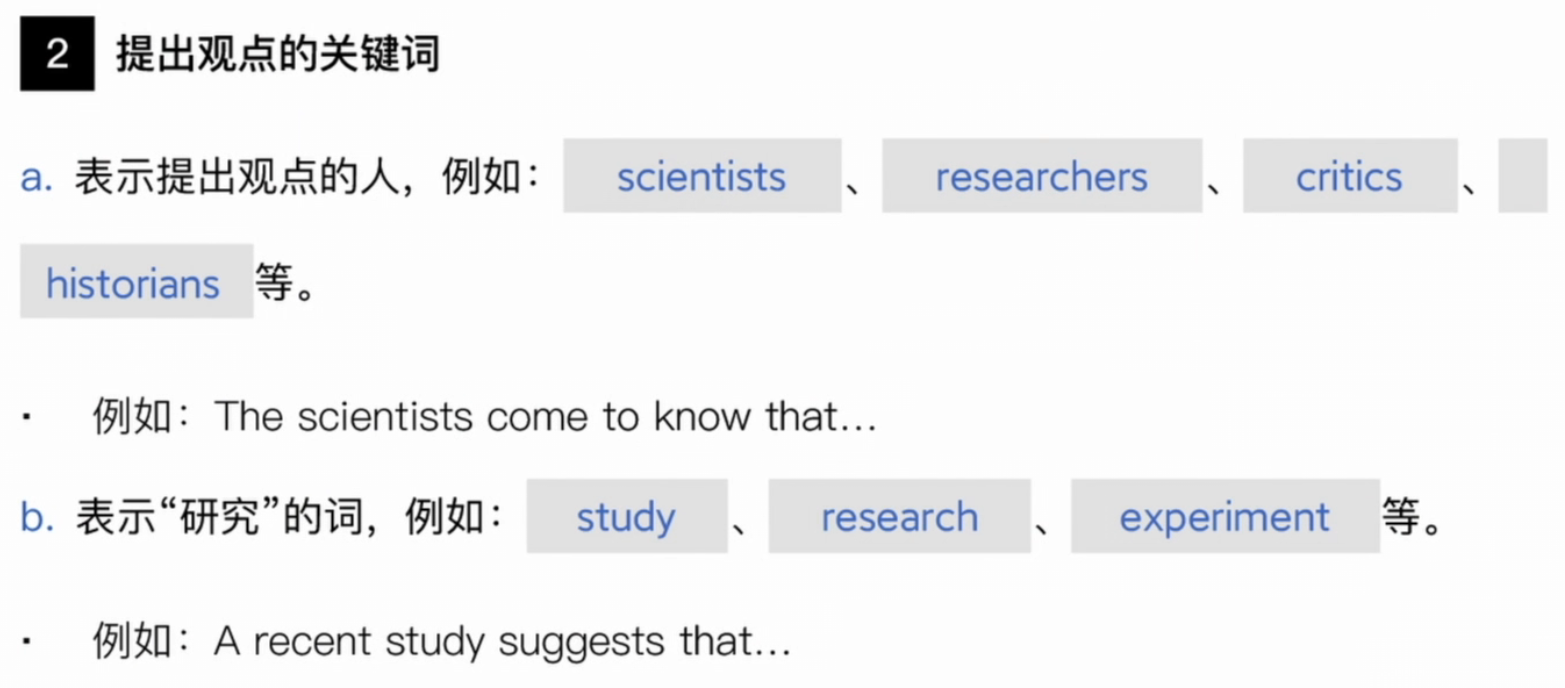 2 提出观点的关键词
a. 表示提出观点的人，例如： scientists 、 researchers 、 critics 、
historians 等。
· 例如：The scientists come to know that...
b. 表示“研究”的词，例如： study 、 research 、 experiment 等。
· 例如：A recent study suggests that...